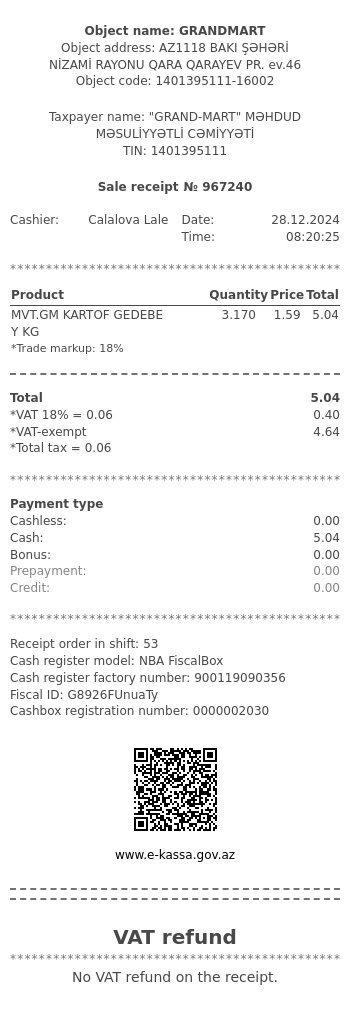 Object name: GRANDMART
Object address: AZ1118 BAKI ŞƏHƏRİ
NİZAMİ RAYONU QARA QARAYEV PR. ev.46
Object code: 1401395111-16002
Taxpayer name: "GRAND-MART" MƏHDUD
MƏSULİYYƏTLİ CƏMİYYƏTİ
TIN: 1401395111
Sale receipt № 967240
Cashier: Calalova Lale Date: 28.12.2024
Time: 08:20:25
********************************************
Product Quantity Price Total
MVT.GM KARTOF GEDEBE 3.170 1.59 5.04
Y KG
*Trade markup: 18%
Total 5.04
*VAT 18% = 0.06 0.40
*VAT-exempt 4.64
*Total tax = 0.06
********************************************
Payment type
Cashless: 0.00
Cash: 5.04
Bonus: 0.00
Prepayment: 0.00
Credit: 0.00
********************************************
Receipt order in shift: 53
Cash register model: NBA FiscalBox
Cash register factory number: 900119090356
Fiscal ID: G8926FUnuaTy
Cashbox registration number: 0000002030
www.e-kassa.gov.az
VAT refund
********************************************
No VAT refund on the receipt.